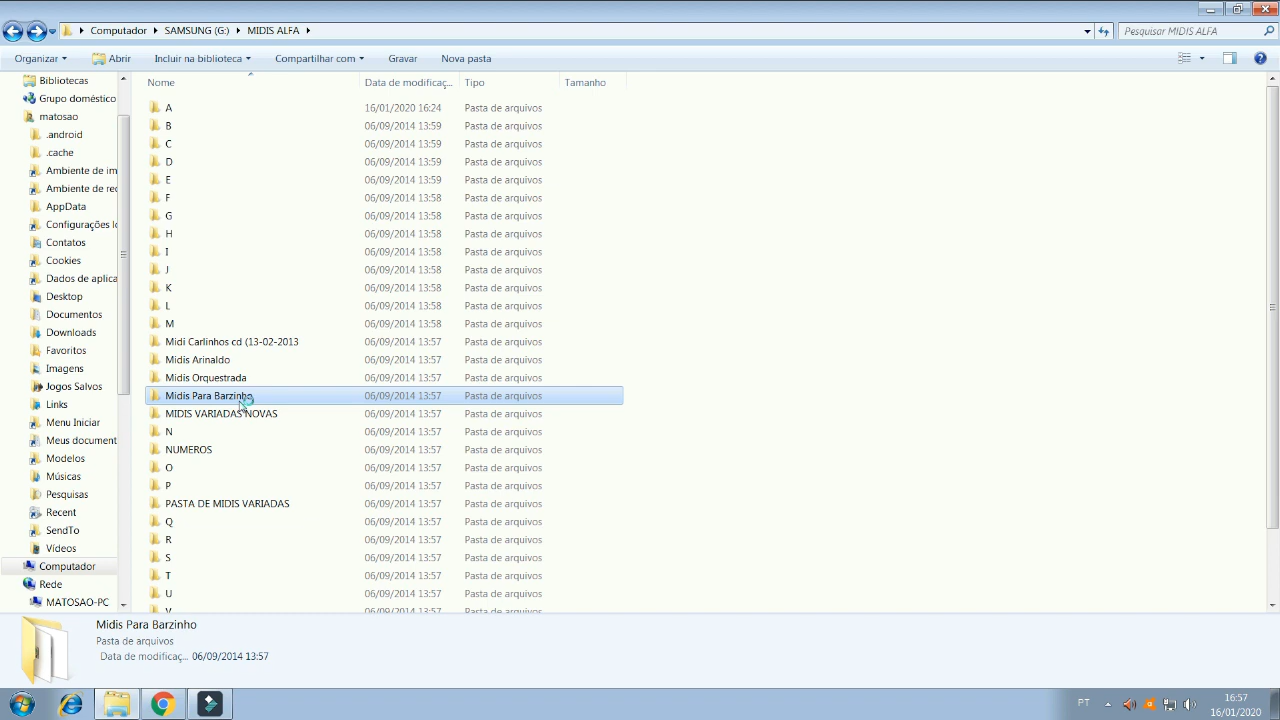 Computador ▸ SAMSUNG (G:) ▸ MIDIS ALFA ▸
Pesquisar MIDIS ALFA
Organizar Abrir Incluir na biblioteca Compartilhar com Gravar Nova pasta
Nome Data de modificaç... Tipo Tamanho
Bibliotecas
Grupo doméstico
matosao
.android
.cache
Ambiente de im
Ambiente de red
AppData
Configurações lo
Contatos
Cookies
Dados de aplica
Desktop
Documentos
Downloads
Favoritos
Imagens
Jogos Salvos
Links
Menu Iniciar
Meus document
Modelos
Músicas
Pesquisas
Recent
SendTo
Vídeos
Computador
Rede
MATOSAO-PC
A 16/01/2020 16:24 Pasta de arquivos
B 06/09/2014 13:59 Pasta de arquivos
C 06/09/2014 13:59 Pasta de arquivos
D 06/09/2014 13:59 Pasta de arquivos
E 06/09/2014 13:59 Pasta de arquivos
F 06/09/2014 13:58 Pasta de arquivos
G 06/09/2014 13:58 Pasta de arquivos
H 06/09/2014 13:58 Pasta de arquivos
I 06/09/2014 13:58 Pasta de arquivos
J 06/09/2014 13:58 Pasta de arquivos
K 06/09/2014 13:58 Pasta de arquivos
L 06/09/2014 13:58 Pasta de arquivos
M 06/09/2014 13:58 Pasta de arquivos
Midi Carlinhos cd (13-02-2013 06/09/2014 13:57 Pasta de arquivos
Midis Arinaldo 06/09/2014 13:57 Pasta de arquivos
Midis Orquestrada 06/09/2014 13:57 Pasta de arquivos
Midis Para Barzinho 06/09/2014 13:57 Pasta de arquivos
MIDIS VARIADAS NOVAS 06/09/2014 13:57 Pasta de arquivos
N 06/09/2014 13:57 Pasta de arquivos
NUMEROS 06/09/2014 13:57 Pasta de arquivos
O 06/09/2014 13:57 Pasta de arquivos
P 06/09/2014 13:57 Pasta de arquivos
PASTA DE MIDIS VARIADAS 06/09/2014 13:57 Pasta de arquivos
Q 06/09/2014 13:57 Pasta de arquivos
R 06/09/2014 13:57 Pasta de arquivos
S 06/09/2014 13:57 Pasta de arquivos
T 06/09/2014 13:57 Pasta de arquivos
U 06/09/2014 13:57 Pasta de arquivos
V 06/09/2014 13:57 Pasta de arquivos
Midis Para Barzinho
Pasta de arquivos
Data de modificaç... 06/09/2014 13:57
PT
16:57
16/01/2020